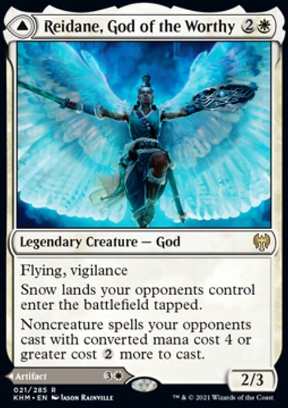 Reidane, God of the Worthy 2
Legendary Creature — God
Flying, vigilance
Snow lands your opponents control
enter the battlefield tapped.
Noncreature spells your opponents
cast with converted mana cost 4 or
greater cost 2 more to cast.
Artifact 3
021/285 R
KHM • EN JASON RAINVILLE
2/3
™ & © 2021 Wizards of the Coast